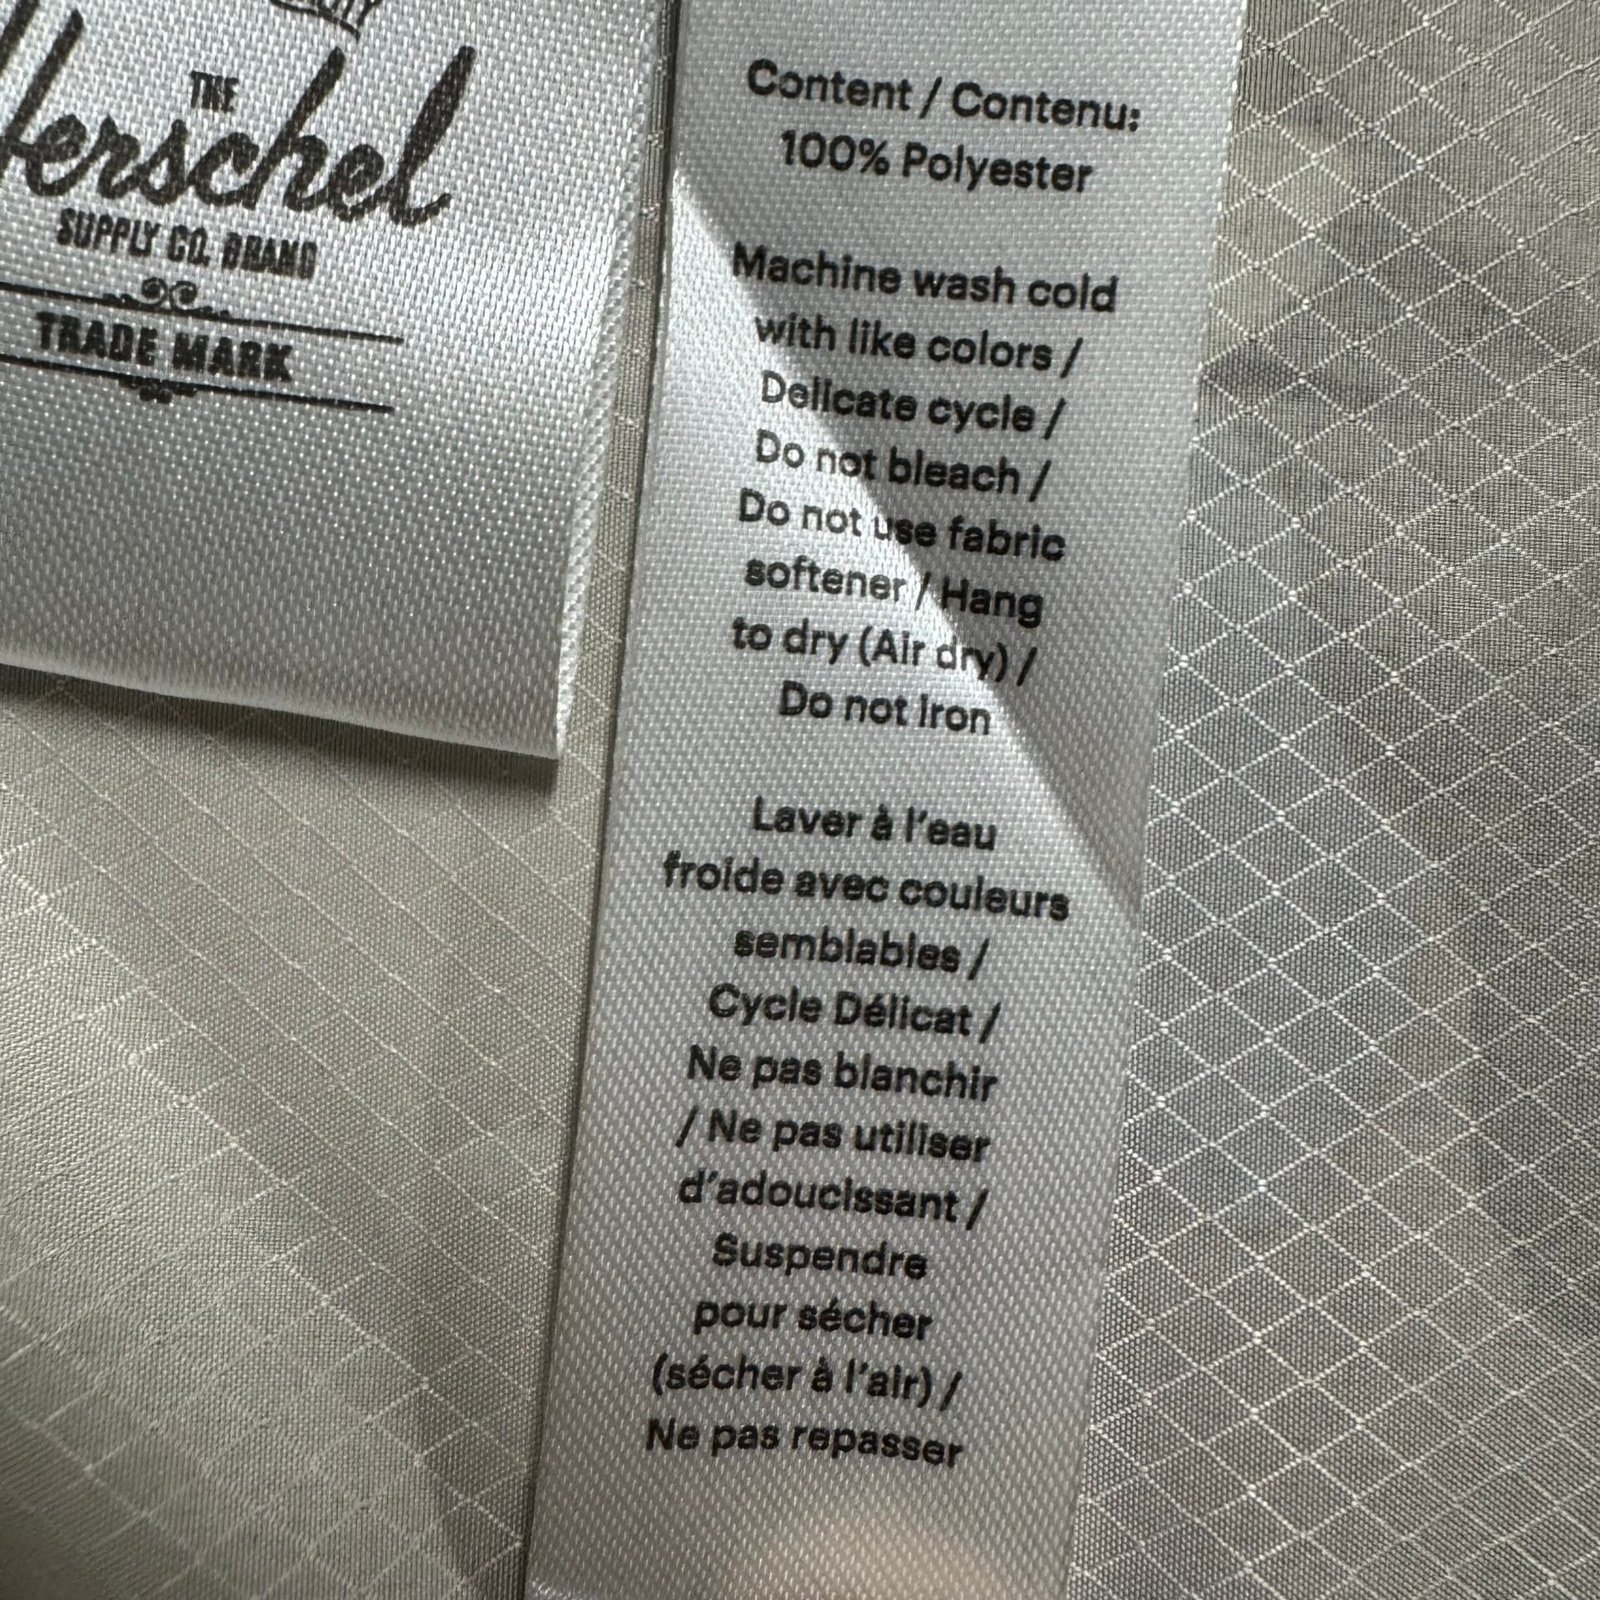 THE
Herschel
SUPPLY CO. BRAND
TRADE MARK
Content / Contenu:
100% Polyester
Machine wash cold
with like colors /
Delicate cycle /
Do not bleach /
Do not use fabric
softener / Hang
to dry (Air dry) /
Do not iron
Laver à l'eau
froide avec couleurs
semblables /
Cycle Délicat /
Ne pas blanchir
/ Ne pas utiliser
d'adoucissant /
Suspendre
pour sécher
(sécher à l'air) /
Ne pas repasser